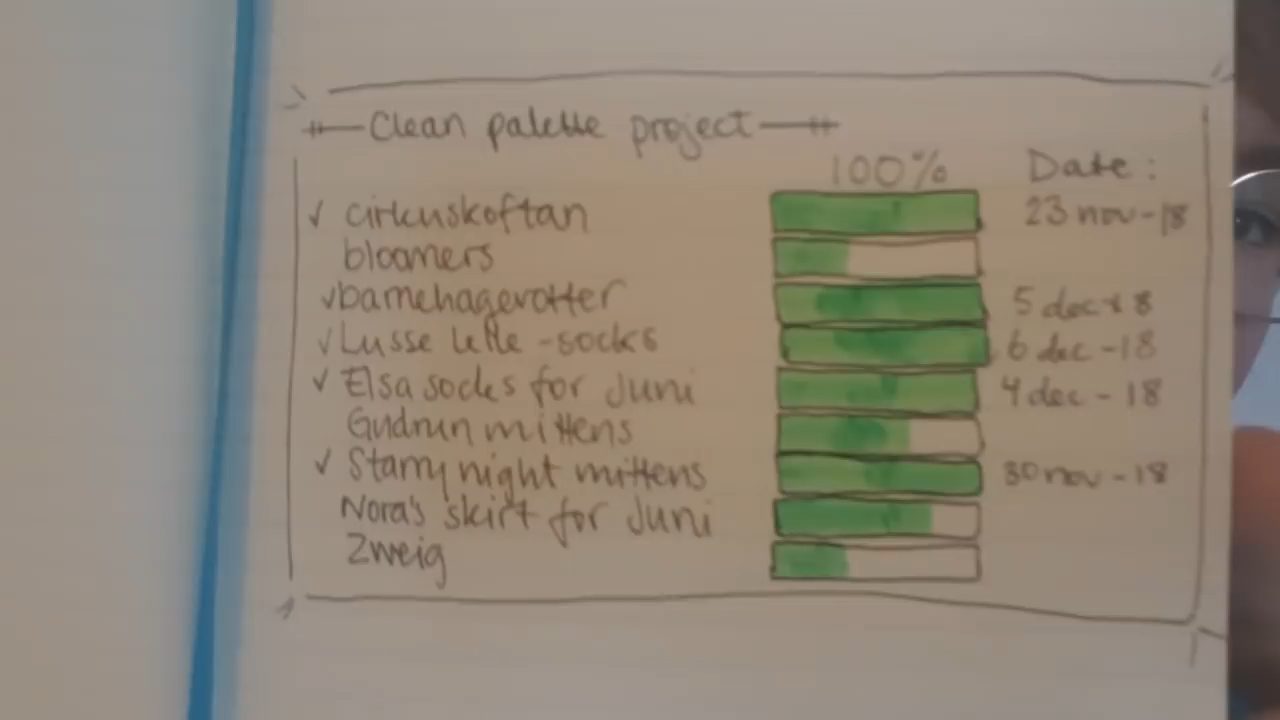 Clean palette project
100% Date:
✓ cirkuskoftan 23 nov-18
bloomers
✓ barnehagevotter 5 dec-18
✓ Lusse Lelle -socks 6 dec -18
✓ Elsa socks for Juni 4 dec - 18
Gudrun mittens
✓ Starry night mittens 30 nov -18
Nora's skirt for Juni
Zweig